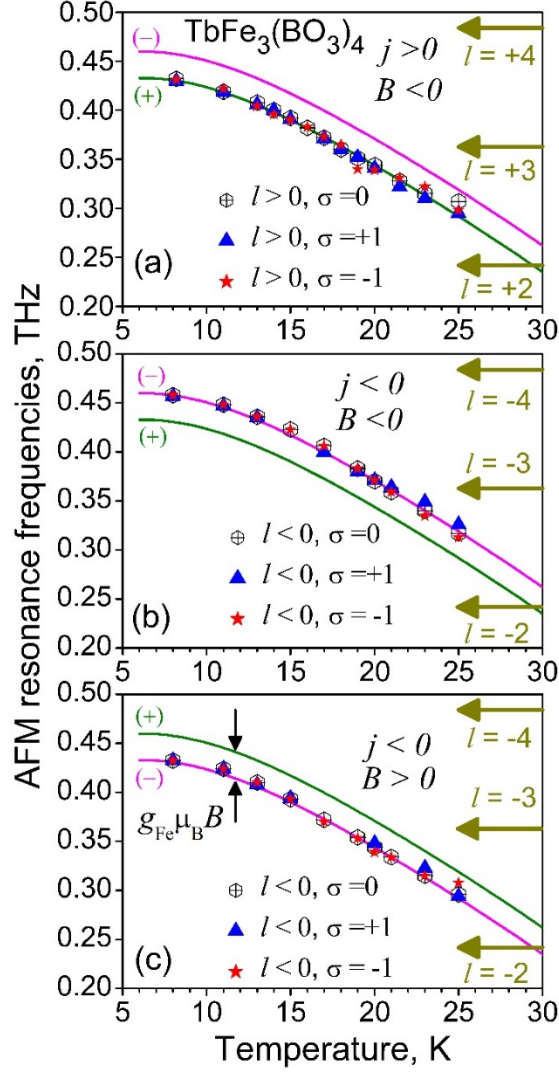 AFM resonance frequencies, THz
TbFe₃(BO₃)₄
(−)
(+)
j > 0
B < 0
l = +4
l = +3
l = +2
l > 0, σ = 0
l > 0, σ = +1
l > 0, σ = -1
(a)
0.50
0.45
0.40
0.35
0.30
0.25
0.20
5 10 15 20 25 30
(−)
(+)
j < 0
B < 0
l = -4
l = -3
l = -2
l < 0, σ = 0
l < 0, σ = +1
l < 0, σ = -1
(b)
0.50
0.45
0.40
0.35
0.30
0.25
0.20
5 10 15 20 25 30
(+)
(−)
j < 0
B > 0
g_Fe μ_B B
l = -4
l = -3
l = -2
l < 0, σ = 0
l < 0, σ = +1
l < 0, σ = -1
(c)
0.50
0.45
0.40
0.35
0.30
0.25
0.20
5 10 15 20 25 30
Temperature, K